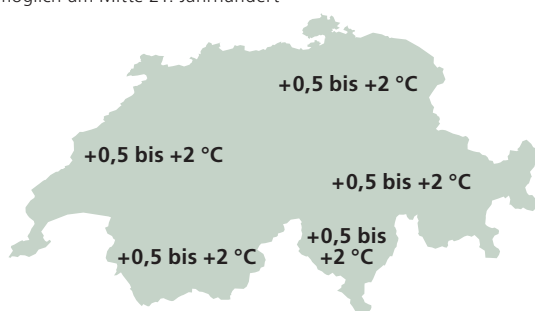 möglich um Mitte 21. Jahrhundert
+0,5 bis +2 °C
+0,5 bis +2 °C
+0,5 bis +2 °C
+0,5 bis
+2 °C
+0,5 bis +2 °C